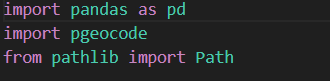 import pandas as pd
import pgeocode
from pathlib import Path